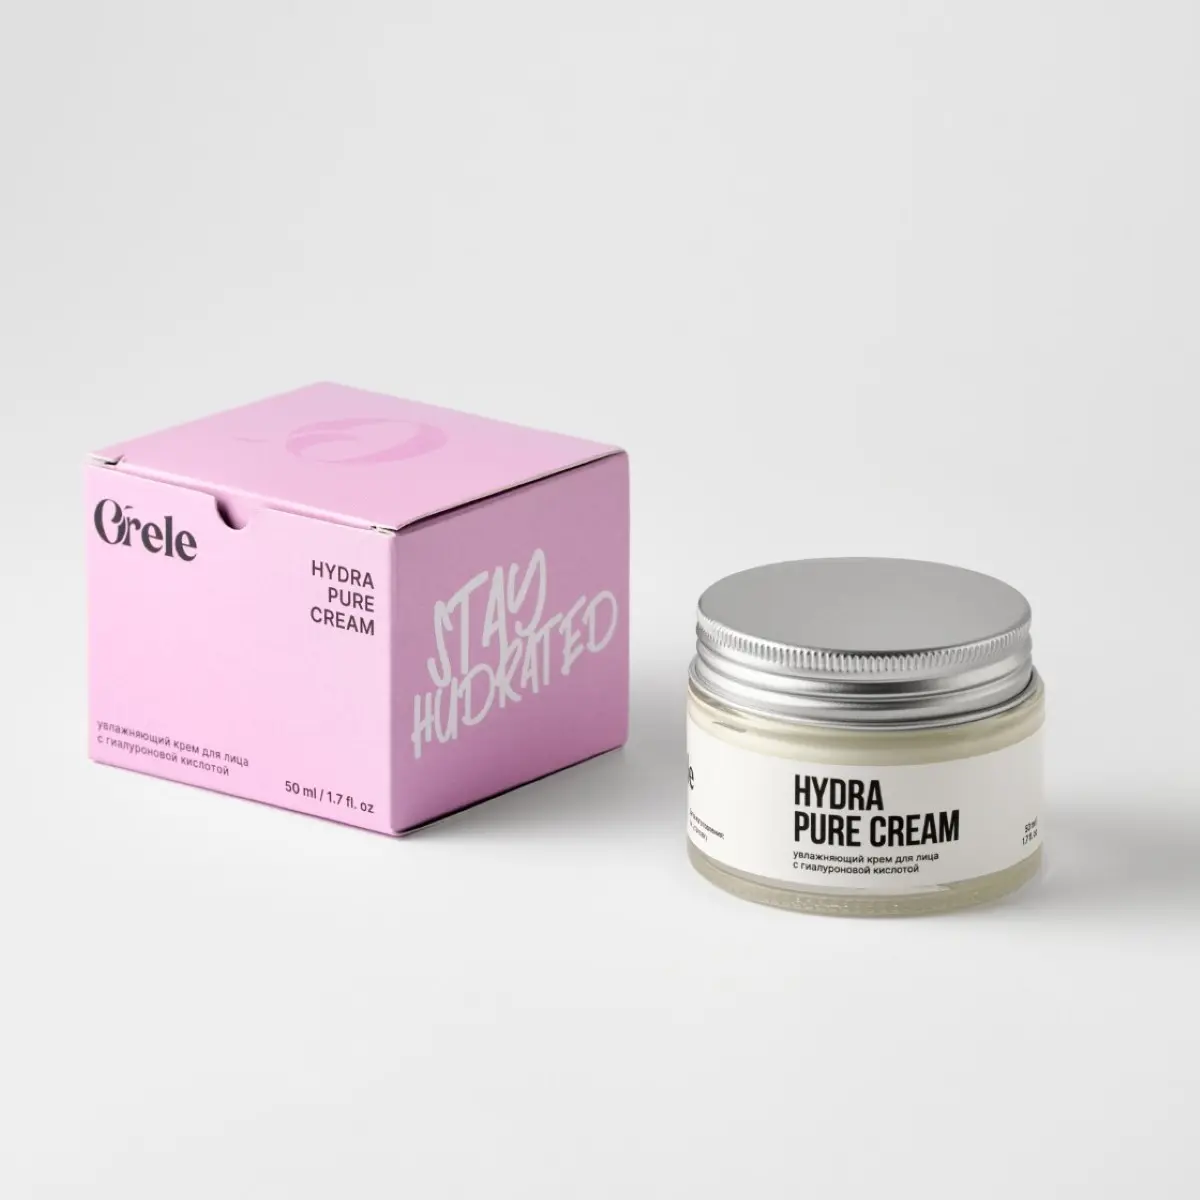 Orele
HYDRA
PURE
CREAM
увлажняющий крем для лица
с гиалуроновой кислотой
50 ml / 1.7 fl. oz
STAY
HYDRATED
HYDRA
PURE CREAM
увлажняющий крем для лица
с гиалуроновой кислотой